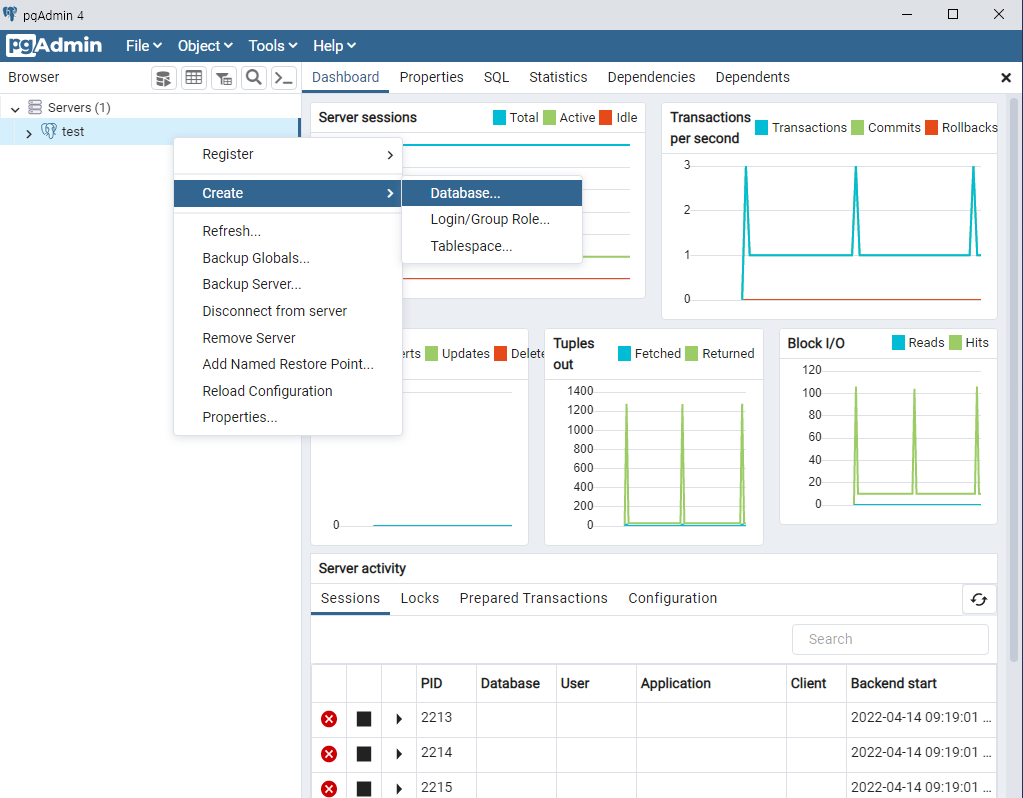 pgAdmin 4
pgAdmin File Object Tools Help
Browser
Dashboard Properties SQL Statistics Dependencies Dependents
Servers (1)
test
Register
Create
Refresh...
Backup Globals...
Backup Server...
Disconnect from server
Remove Server
Add Named Restore Point...
Reload Configuration
Properties...
Database...
Login/Group Role...
Tablespace...
Server sessions
Total Active Idle
Transactions
per second
Transactions Commits Rollbacks
3
2
1
0
erts Updates Delete
0
Tuples
out
Fetched Returned
1400
1200
1000
800
600
400
200
0
Block I/O
Reads Hits
120
100
80
60
40
20
0
Server activity
Sessions Locks Prepared Transactions Configuration
Search
PID Database User Application Client Backend start
2213 2022-04-14 09:19:01 ...
2214 2022-04-14 09:19:01 ...
2215 2022-04-14 09:19:01 ...